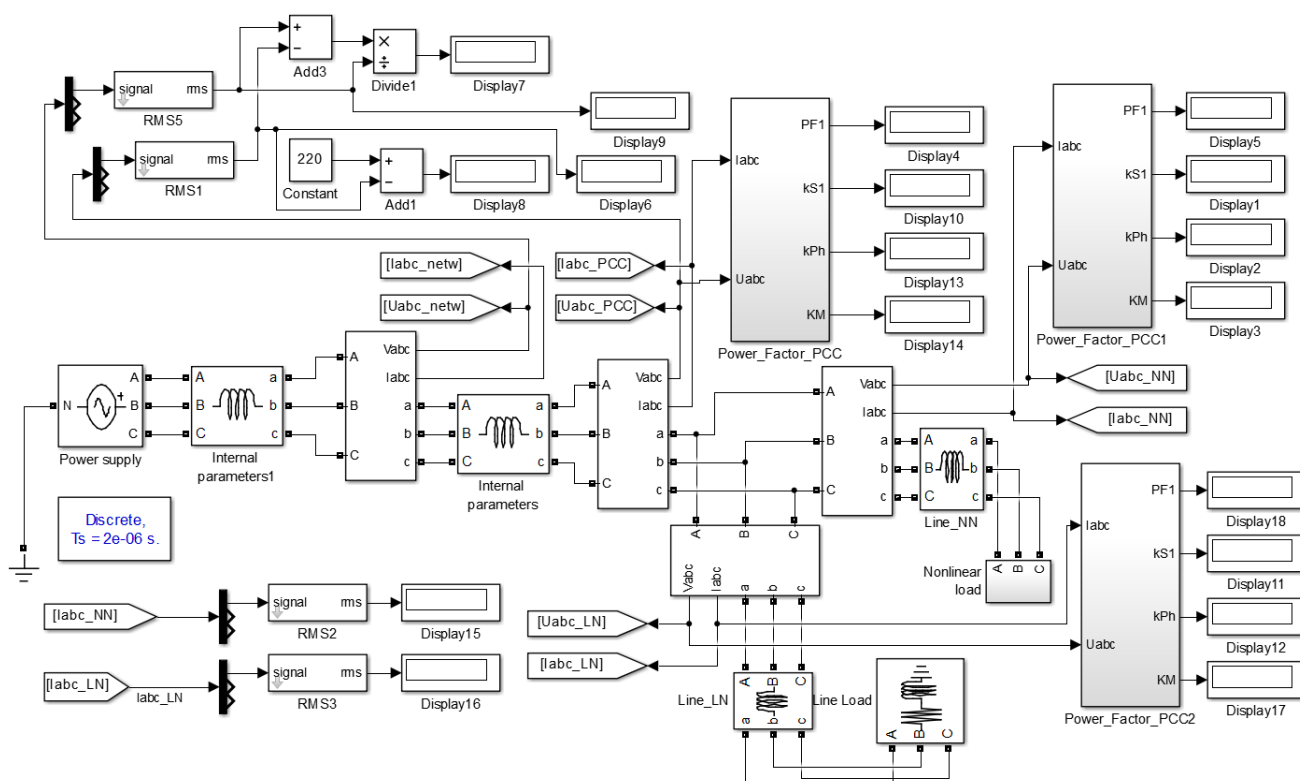 +
−
Add3
×
÷
Divide1
Display7
signal
rms
RMS5
Display9
signal
rms
RMS1
220
Constant
+
−
Add1
Display8
Display6
Iabc
Uabc
PF1
kS1
kPh
KM
Power_Factor_PCC
Display4
Display10
Display13
Display14
Iabc
Uabc
PF1
kS1
kPh
KM
Power_Factor_PCC1
Display5
Display1
Display2
Display3
[Iabc_netw]
[Uabc_netw]
[Iabc_PCC]
[Uabc_PCC]
[Uabc_NN]
[Iabc_NN]
N
+
A
B
C
Power supply
A
B
C
a
b
c
Internal
parameters1
A
B
C
Vabc
Iabc
a
b
c
A
B
C
a
b
c
Internal
parameters
A
B
C
Vabc
Iabc
a
b
c
A
B
C
Vabc
Iabc
a
b
c
A
B
C
a
b
c
Line_NN
A
B
C
Nonlinear
load
Discrete,
Ts = 2e-06 s.
A
B
C
Vabc
Iabc
a
b
c
[Uabc_LN]
[Iabc_LN]
A
B
C
a
b
c
Line_LN
Line Load
A
B
C
Iabc
Uabc
PF1
kS1
kPh
KM
Power_Factor_PCC2
Display18
Display11
Display12
Display17
[Iabc_NN]
signal
rms
RMS2
Display15
[Iabc_LN]
Iabc_LN
signal
rms
RMS3
Display16